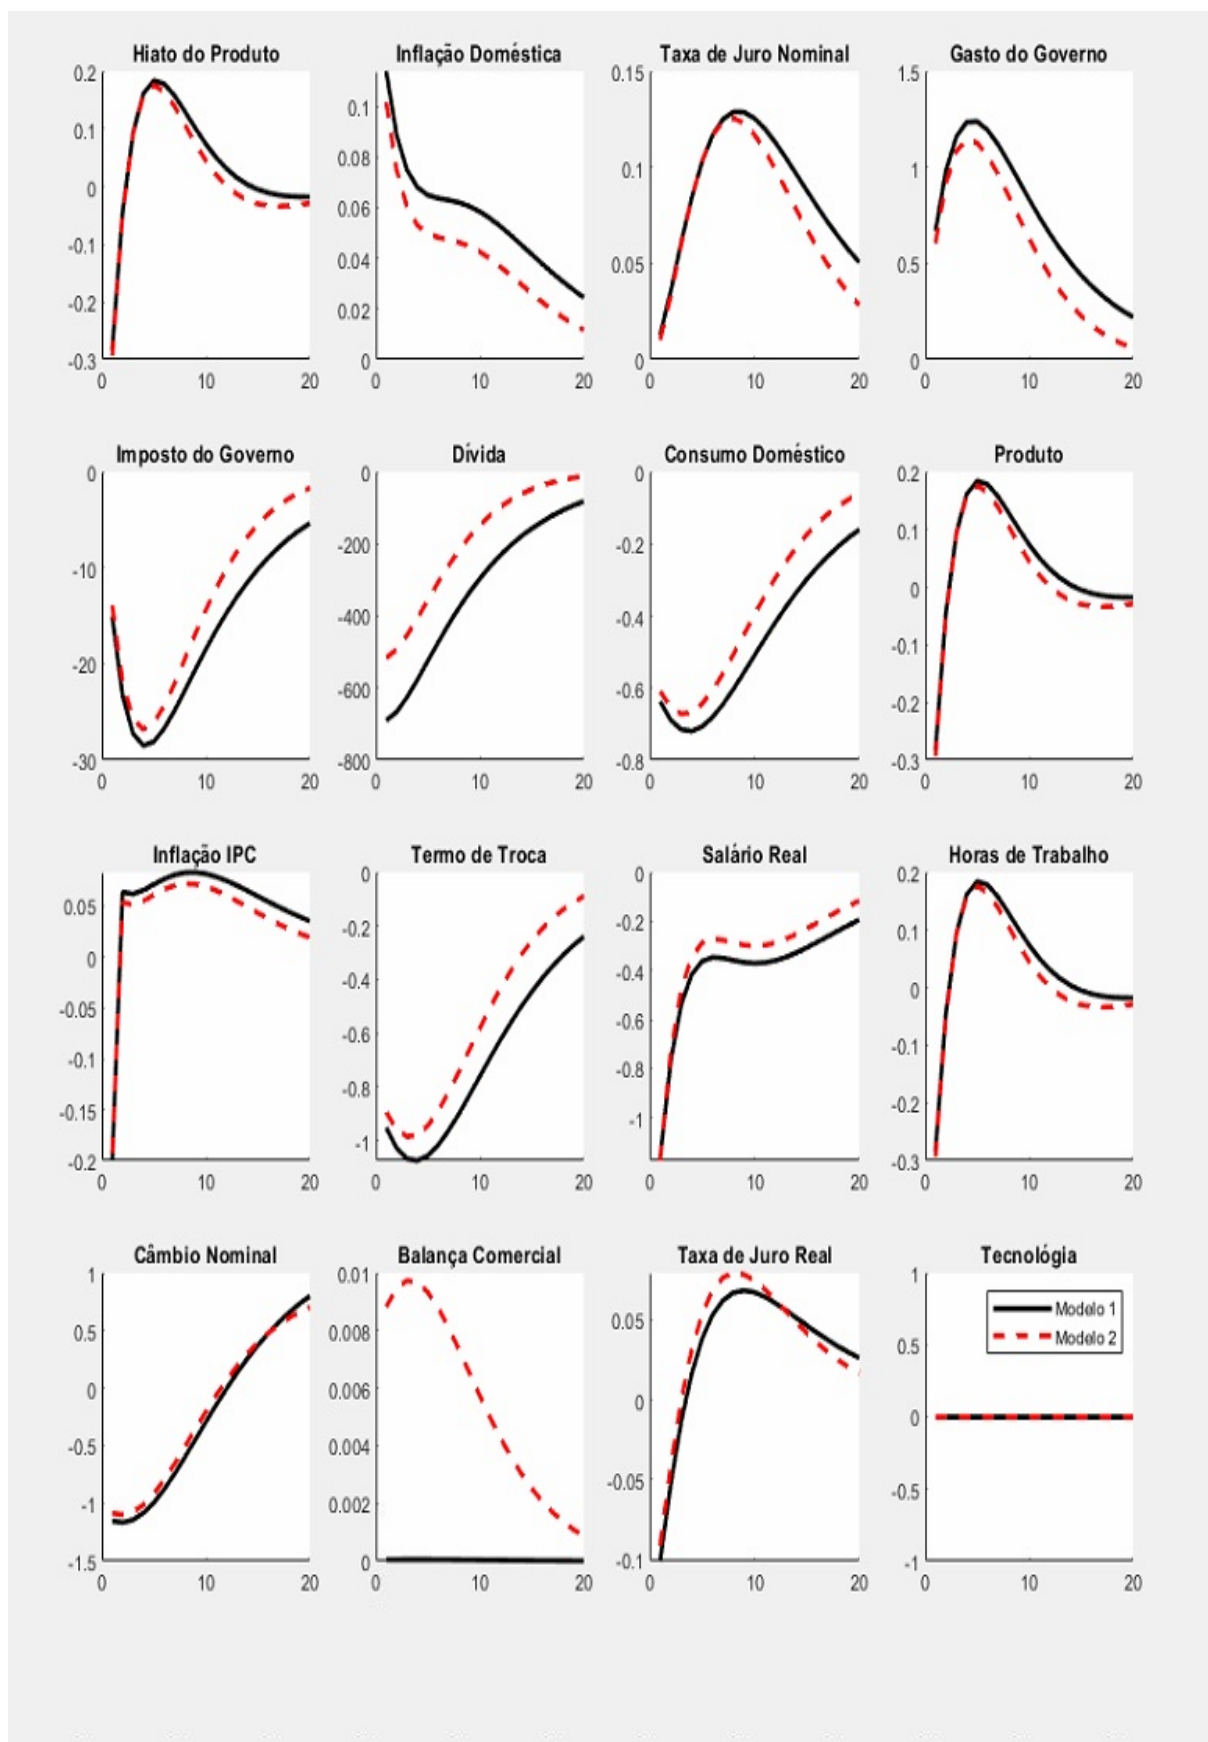 Hiato do Produto
0.2
0.1
0
-0.1
-0.2
-0.3
0 10 20
Inflação Doméstica
0.1
0.08
0.06
0.04
0.02
0
0 10 20
Taxa de Juro Nominal
0.15
0.1
0.05
0
0 10 20
Gasto do Governo
1.5
1
0.5
0
0 10 20
Imposto do Governo
0
-10
-20
-30
0 10 20
Dívida
0
-200
-400
-600
-800
0 10 20
Consumo Doméstico
0
-0.2
-0.4
-0.6
-0.8
0 10 20
Produto
0.2
0.1
0
-0.1
-0.2
-0.3
0 10 20
Inflação IPC
0.05
0
-0.05
-0.1
-0.15
-0.2
0 10 20
Termo de Troca
0
-0.2
-0.4
-0.6
-0.8
-1
0 10 20
Salário Real
0
-0.2
-0.4
-0.6
-0.8
-1
0 10 20
Horas de Trabalho
0.2
0.1
0
-0.1
-0.2
-0.3
0 10 20
Câmbio Nominal
1
0.5
0
-0.5
-1
-1.5
0 10 20
Balança Comercial
0.01
0.008
0.006
0.004
0.002
0
0 10 20
Taxa de Juro Real
0.05
0
-0.05
-0.1
0 10 20
Tecnológia
1
0.5
0
-0.5
-1
0 10 20
Modelo 1
Modelo 2